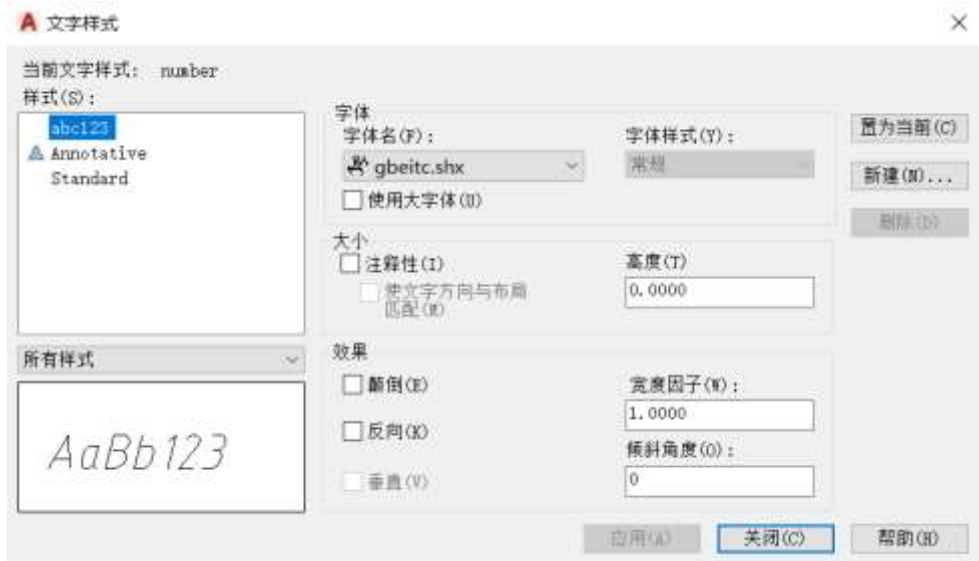 文字样式
当前文字样式: number
样式(S):
abc123
Annotative
Standard
所有样式
AaBb123
字体
字体名(F):
gbeitc.shx
使用大字体(U)
字体样式(Y):
常规
大小
注释性(I)
使文字方向与布局
匹配(M)
高度(T)
0.0000
效果
颠倒(E)
反向(K)
垂直(V)
宽度因子(W):
1.0000
倾斜角度(O):
0
置为当前(C)
新建(N)...
删除(D)
应用(A)
关闭(C)
帮助(H)